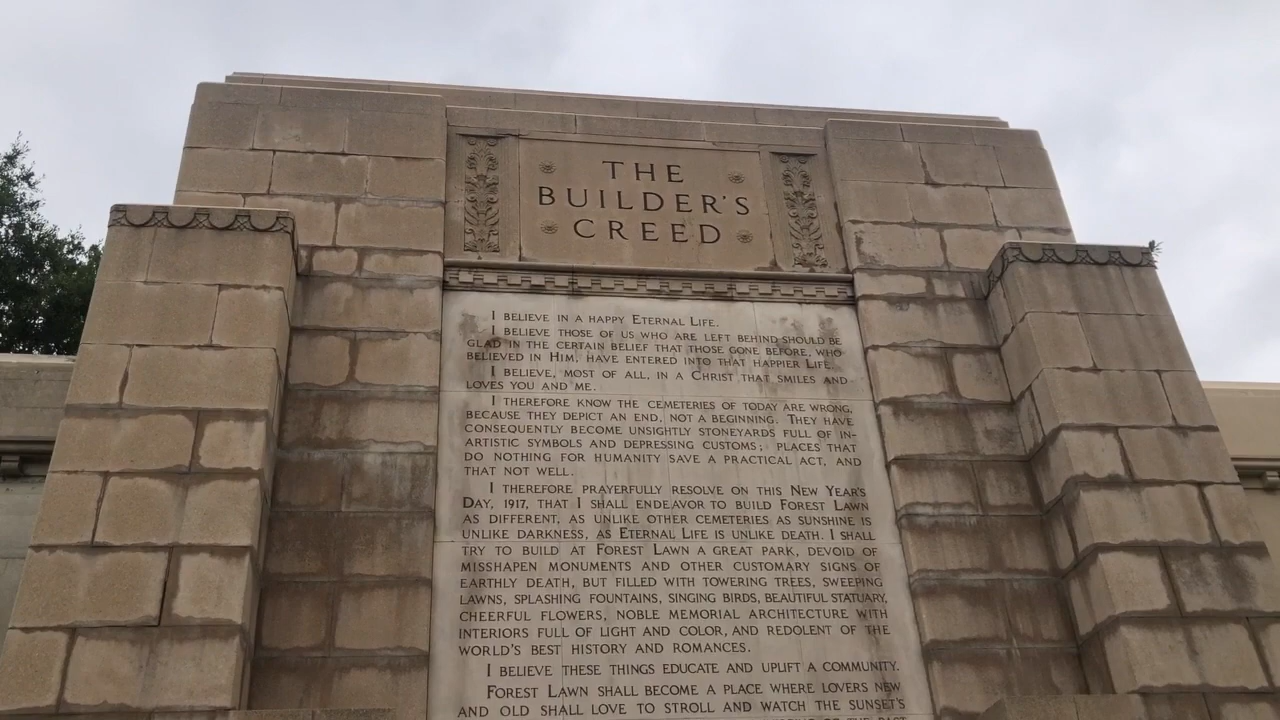 THE
BUILDER'S
CREED
I BELIEVE IN A HAPPY ETERNAL LIFE.
I BELIEVE THOSE OF US WHO ARE LEFT BEHIND SHOULD BE
GLAD IN THE CERTAIN BELIEF THAT THOSE GONE BEFORE, WHO
BELIEVED IN HIM, HAVE ENTERED INTO THAT HAPPIER LIFE.
I BELIEVE, MOST OF ALL, IN A CHRIST THAT SMILES AND
LOVES YOU AND ME.
I THEREFORE KNOW THE CEMETERIES OF TODAY ARE WRONG,
BECAUSE THEY DEPICT AN END, NOT A BEGINNING. THEY HAVE
CONSEQUENTLY BECOME UNSIGHTLY STONEYARDS FULL OF IN-
ARTISTIC SYMBOLS AND DEPRESSING CUSTOMS; PLACES THAT
DO NOTHING FOR HUMANITY SAVE A PRACTICAL ACT, AND
THAT NOT WELL.
I THEREFORE PRAYERFULLY RESOLVE ON THIS NEW YEAR'S
DAY, 1917, THAT I SHALL ENDEAVOR TO BUILD FOREST LAWN
AS DIFFERENT, AS UNLIKE OTHER CEMETERIES AS SUNSHINE IS
UNLIKE DARKNESS, AS ETERNAL LIFE IS UNLIKE DEATH. I SHALL
TRY TO BUILD AT FOREST LAWN A GREAT PARK, DEVOID OF
MISSHAPEN MONUMENTS AND OTHER CUSTOMARY SIGNS OF
EARTHLY DEATH, BUT FILLED WITH TOWERING TREES, SWEEPING
LAWNS, SPLASHING FOUNTAINS, SINGING BIRDS, BEAUTIFUL STATUARY,
CHEERFUL FLOWERS, NOBLE MEMORIAL ARCHITECTURE WITH
INTERIORS FULL OF LIGHT AND COLOR, AND REDOLENT OF THE
WORLD'S BEST HISTORY AND ROMANCES.
I BELIEVE THESE THINGS EDUCATE AND UPLIFT A COMMUNITY.
FOREST LAWN SHALL BECOME A PLACE WHERE LOVERS NEW
AND OLD SHALL LOVE TO STROLL AND WATCH THE SUNSET'S